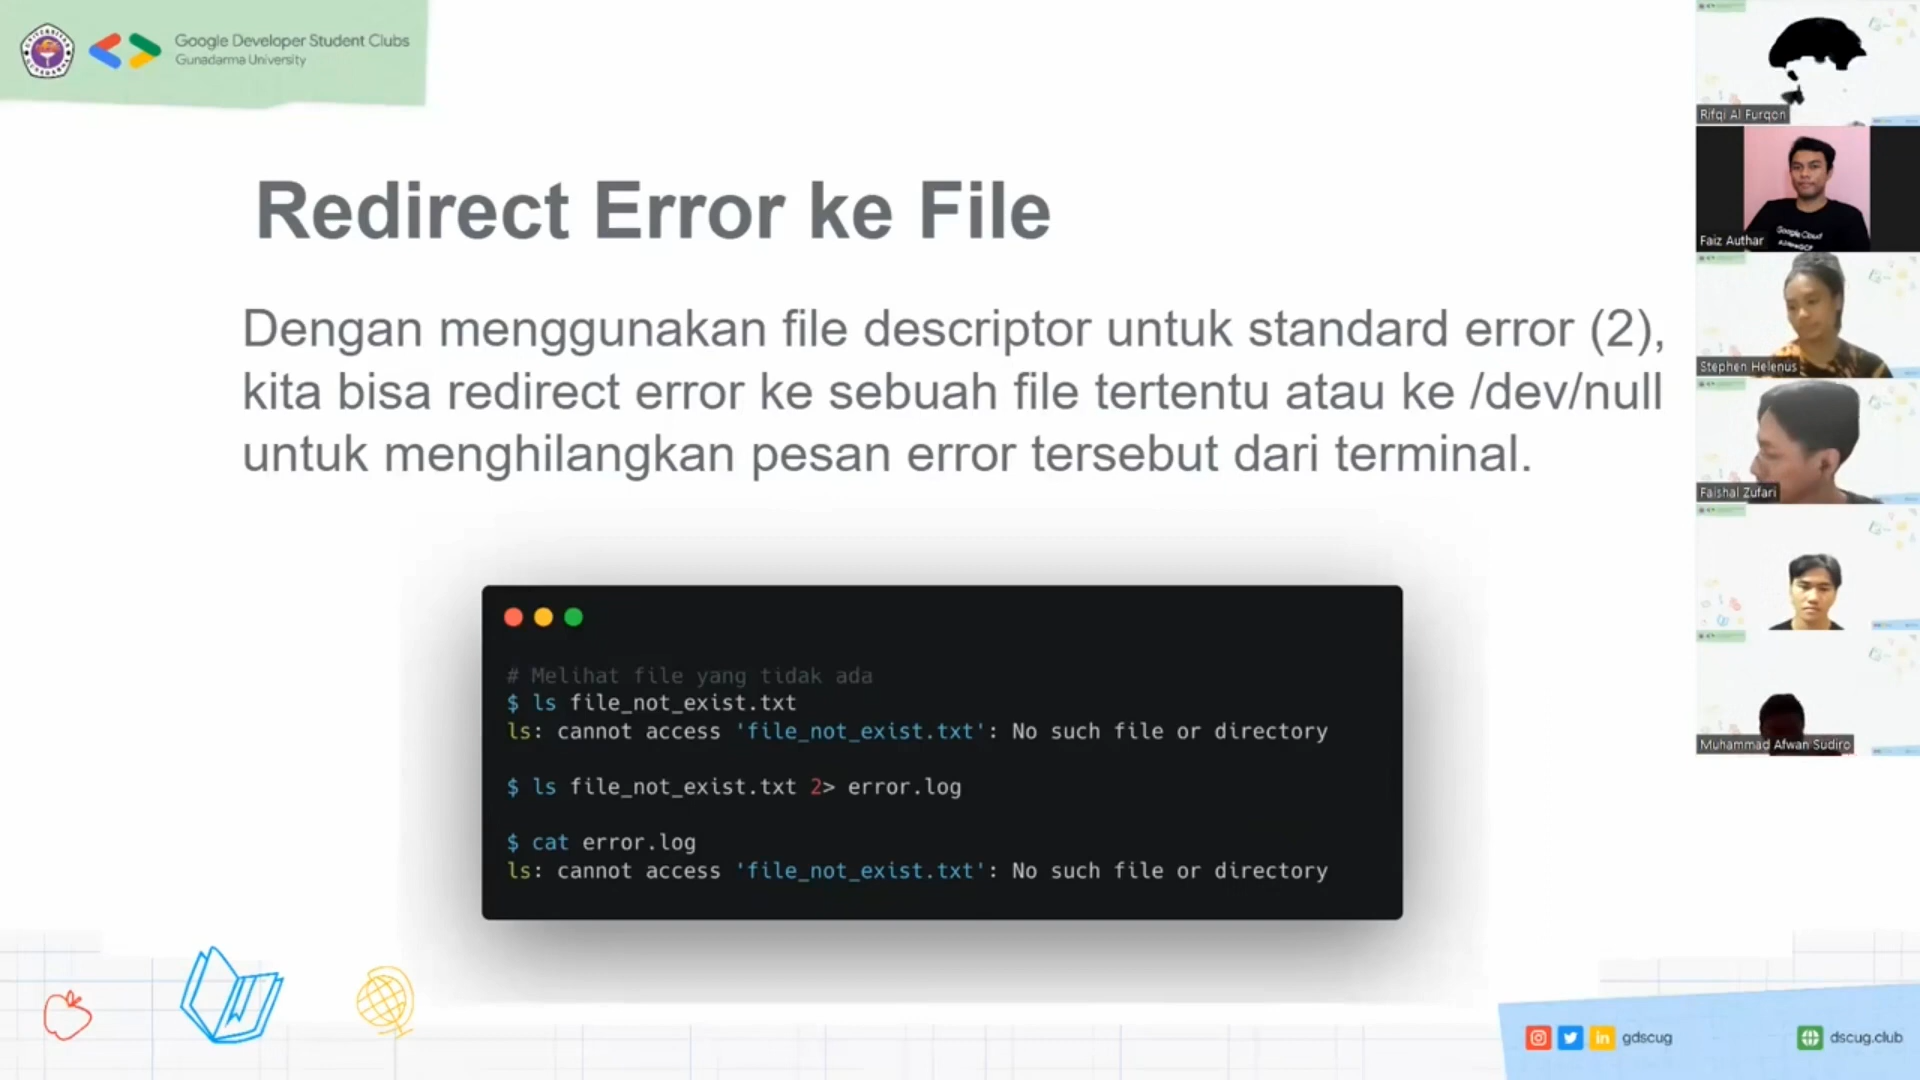 Google Developer Student Clubs
Gunadarma University
Redirect Error ke File
Dengan menggunakan file descriptor untuk standard error (2),
kita bisa redirect error ke sebuah file tertentu atau ke /dev/null
untuk menghilangkan pesan error tersebut dari terminal.
# Melihat file yang tidak ada
$ ls file_not_exist.txt
ls: cannot access 'file_not_exist.txt': No such file or directory
$ ls file_not_exist.txt 2> error.log
$ cat error.log
ls: cannot access 'file_not_exist.txt': No such file or directory
gdscug
dscug.club
Rifqi Al Furqon
Google Cloud
Faiz Authar
Stephen Helenus
Faishal Zufari
Muhammad Afwan Sudiro